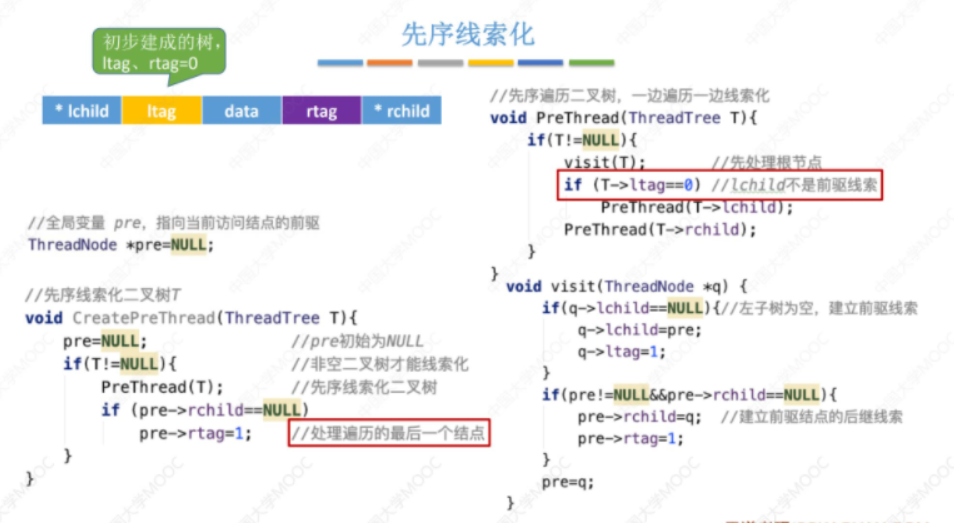 先序线索化
初步建成的树，
ltag、rtag=0
* lchild ltag data rtag * rchild
//全局变量 pre，指向当前访问结点的前驱
ThreadNode *pre=NULL;
//先序线索化二叉树T
void CreatePreThread(ThreadTree T){
pre=NULL; //pre初始为NULL
if(T!=NULL){ //非空二叉树才能线索化
PreThread(T); //先序线索化二叉树
if (pre->rchild==NULL)
pre->rtag=1; //处理遍历的最后一个结点
}
}
//先序遍历二叉树，一边遍历一边线索化
void PreThread(ThreadTree T){
if(T!=NULL){
visit(T); //先处理根节点
if (T->ltag==0) //lchild不是前驱线索
PreThread(T->lchild);
PreThread(T->rchild);
}
}
void visit(ThreadNode *q) {
if(q->lchild==NULL){//左子树为空，建立前驱线索
q->lchild=pre;
q->ltag=1;
}
if(pre!=NULL&&pre->rchild==NULL){
pre->rchild=q; //建立前驱结点的后继线索
pre->rtag=1;
}
pre=q;
}